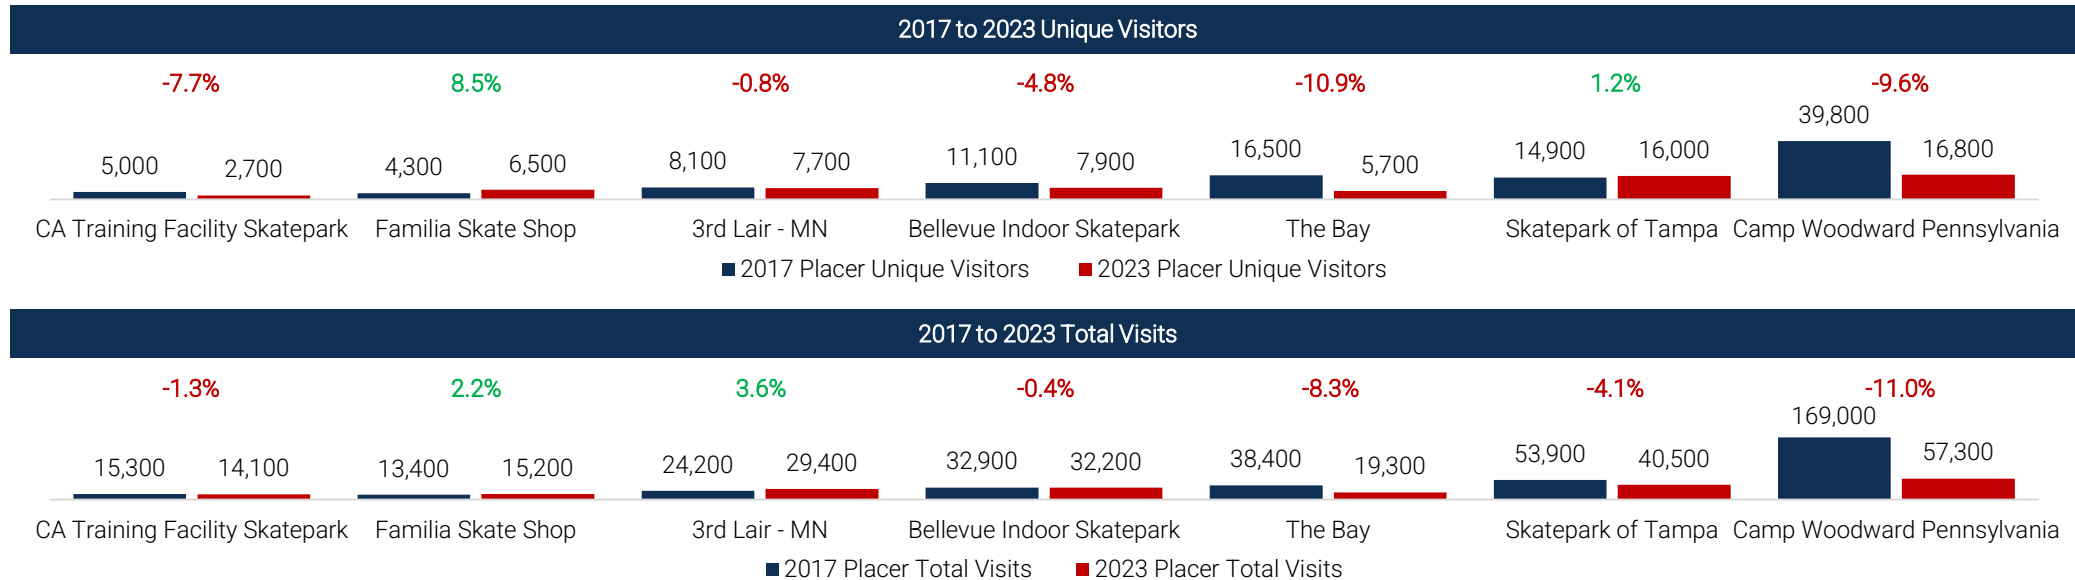 2017 to 2023 Unique Visitors
-7.7% 8.5% -0.8% -4.8% -10.9% 1.2% -9.6%
5,000 2,700 4,300 6,500 8,100 7,700 11,100 7,900 16,500 5,700 14,900 16,000 39,800 16,800
CA Training Facility Skatepark Familia Skate Shop 3rd Lair - MN Bellevue Indoor Skatepark The Bay Skatepark of Tampa Camp Woodward Pennsylvania
2017 Placer Unique Visitors 2023 Placer Unique Visitors
2017 to 2023 Total Visits
-1.3% 2.2% 3.6% -0.4% -8.3% -4.1% -11.0%
15,300 14,100 13,400 15,200 24,200 29,400 32,900 32,200 38,400 19,300 53,900 40,500 169,000 57,300
CA Training Facility Skatepark Familia Skate Shop 3rd Lair - MN Bellevue Indoor Skatepark The Bay Skatepark of Tampa Camp Woodward Pennsylvania
2017 Placer Total Visits 2023 Placer Total Visits